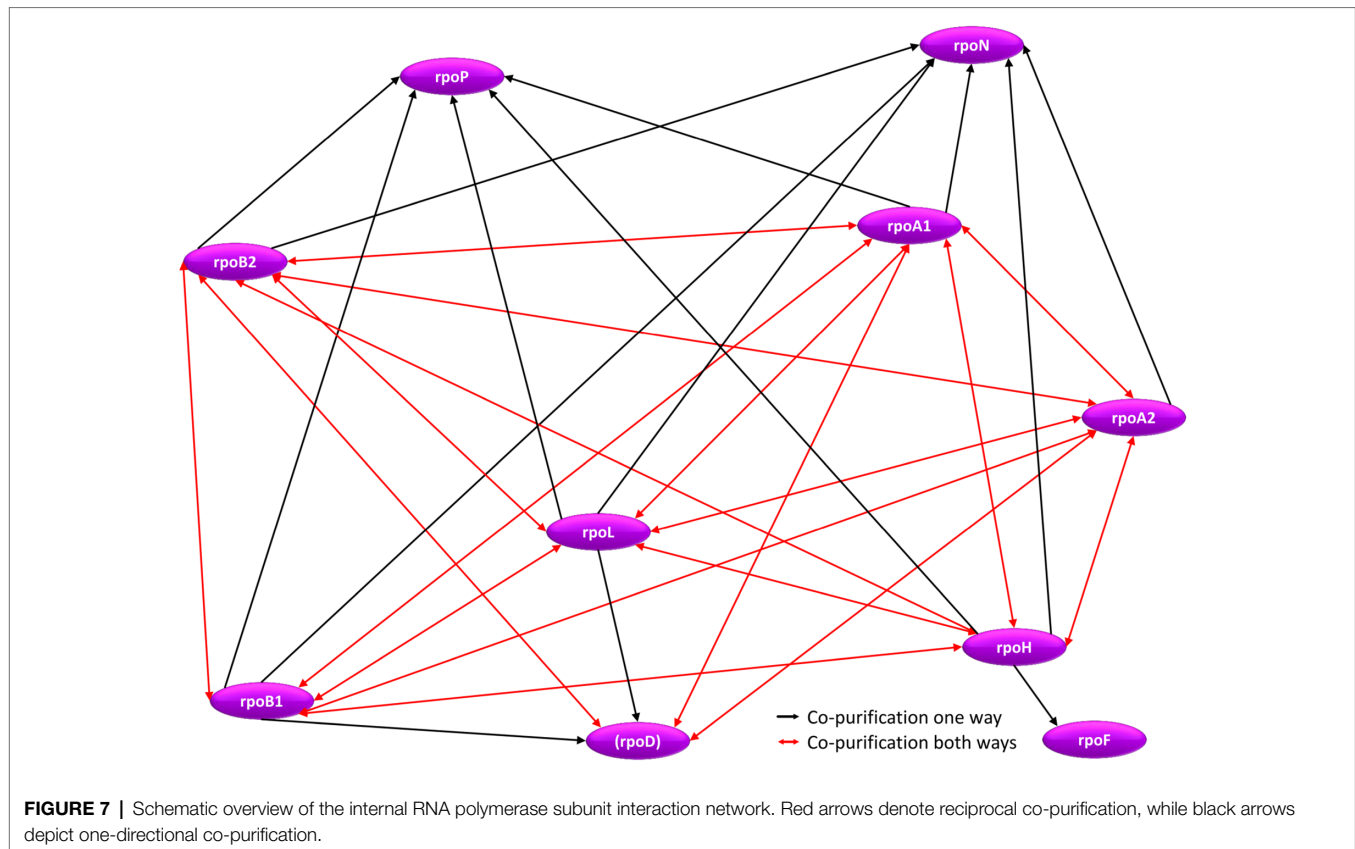 rpoN
rpoP
rpoA1
rpoB2
rpoA2
rpoL
rpoH
rpoB1
(rpoD)
rpoF
Co-purification one way
Co-purification both ways
FIGURE 7 | Schematic overview of the internal RNA polymerase subunit interaction network. Red arrows denote reciprocal co-purification, while black arrows
depict one-directional co-purification.